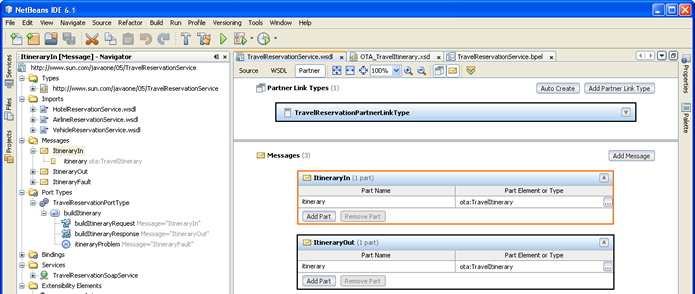 NetBeans IDE 6.1
File Edit View Navigate Source Refactor Build Run Profile Versioning Tools Window Help
ItineraryIn [Message] - Navigator
http://www.sun.com/javaone/05/TravelReservationService
Types
http://www.sun.com/javaone/05/TravelReservationService
Imports
HotelReservationService.wsdl
AirlineReservationService.wsdl
VehicleReservationService.wsdl
Messages
ItineraryIn
itinerary ota:TravelItinerary
ItineraryOut
ItineraryFault
Port Types
TravelReservationPortType
buildItinerary
buildItineraryRequest Message="ItineraryIn"
buildItineraryResponse Message="ItineraryOut"
itineraryProblem Message="ItineraryFault"
Bindings
Services
TravelReservationSoapService
Extensibility Elements
Services
Files
Projects
TravelReservationService.wsdl
OTA_TravelItinerary.xsd
TravelReservationService.bpel
Source WSDL Partner 100%
Partner Link Types (1) Auto Create Add Partner Link Type
TravelReservationPartnerLinkType
Messages (3) Add Message
ItineraryIn (1 part)
Part Name Part Element or Type
itinerary ota:TravelItinerary ...
Add Part Remove Part
ItineraryOut (1 part)
Part Name Part Element or Type
itinerary ota:TravelItinerary ...
Add Part Remove Part
Properties
Palette